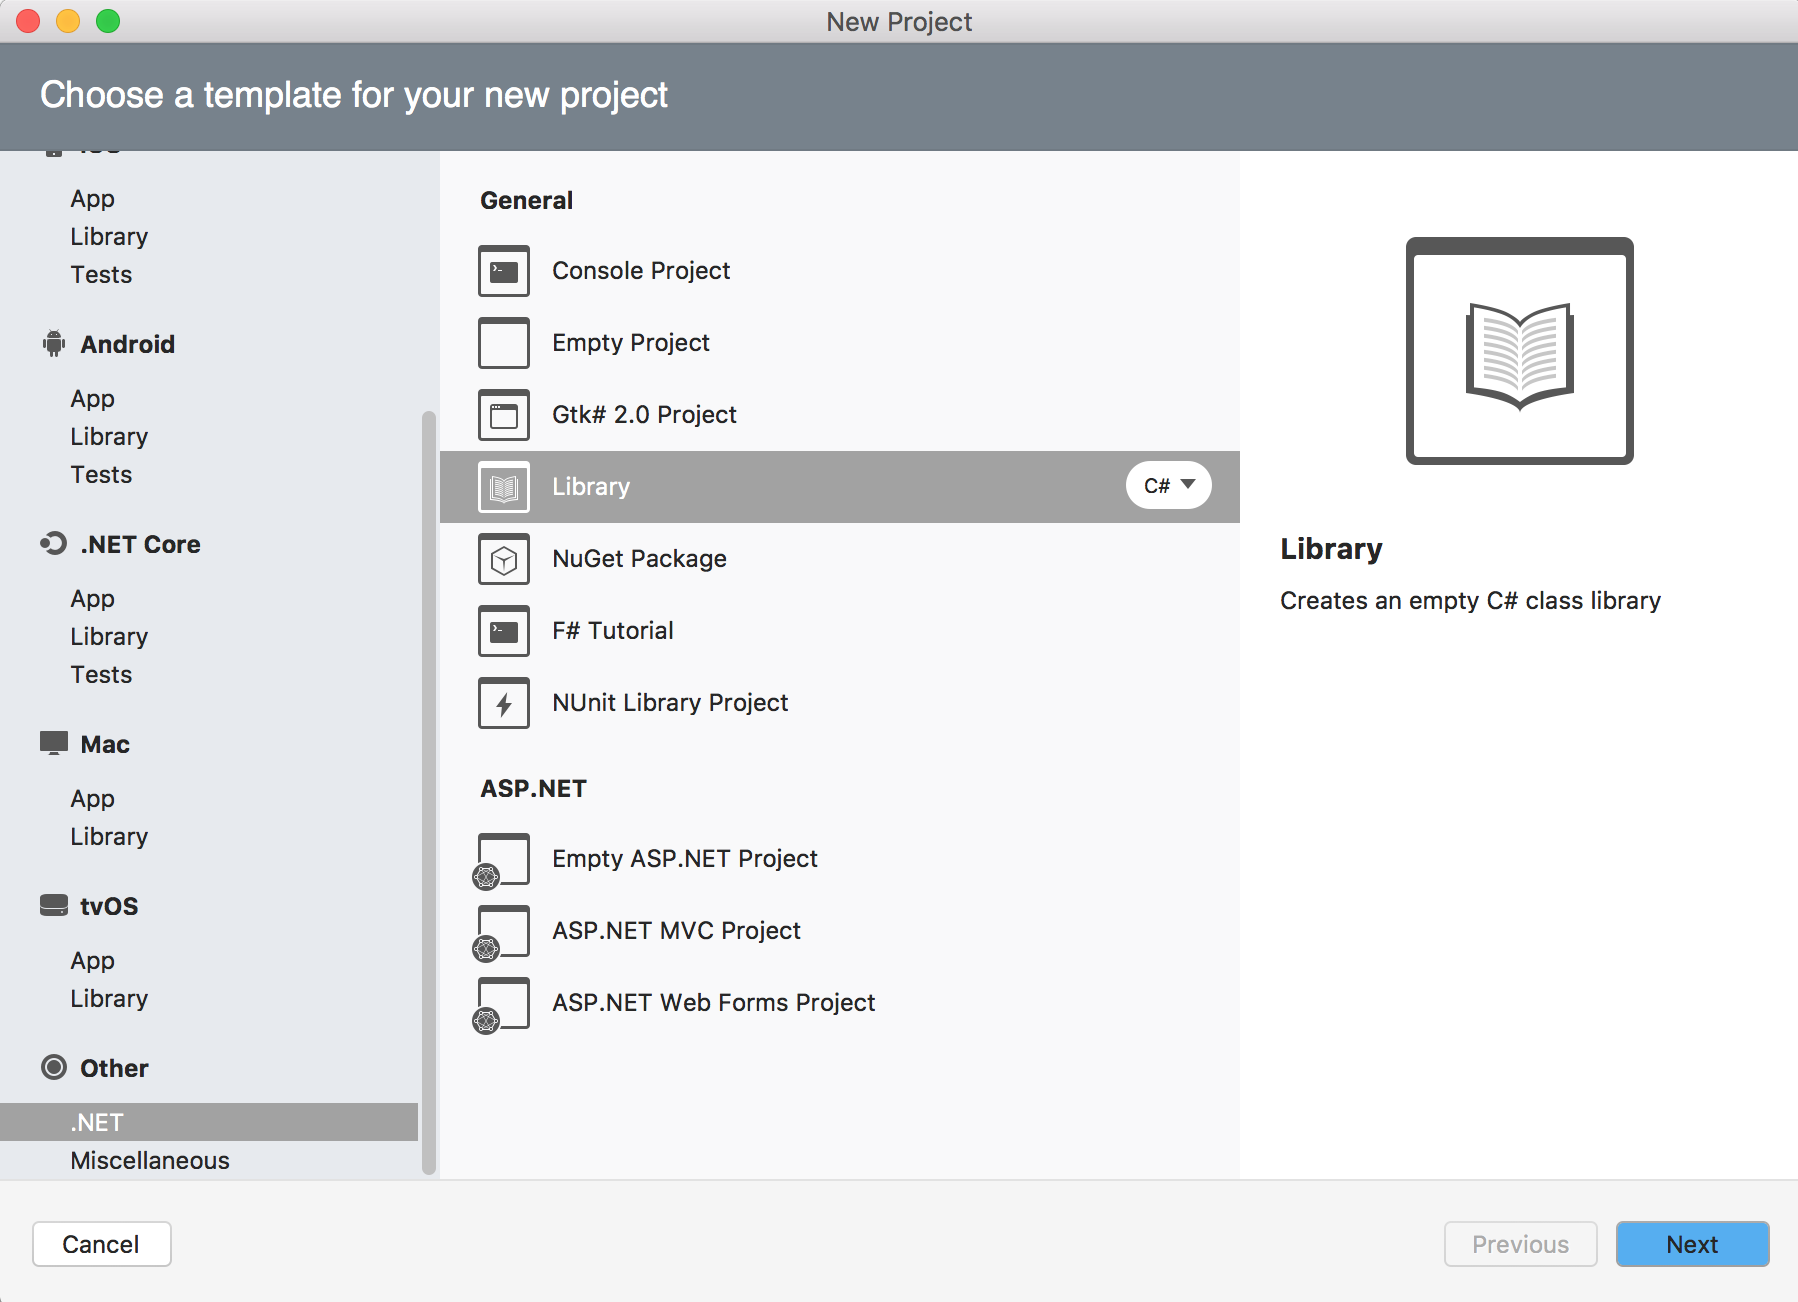 New Project
Choose a template for your new project
App
Library
Tests
Android
App
Library
Tests
.NET Core
App
Library
Tests
Mac
App
Library
tvOS
App
Library
Other
.NET
Miscellaneous
General
Console Project
Empty Project
Gtk# 2.0 Project
Library
C#
NuGet Package
F# Tutorial
NUnit Library Project
ASP.NET
Empty ASP.NET Project
ASP.NET MVC Project
ASP.NET Web Forms Project
Library
Creates an empty C# class library
Cancel
Previous
Next